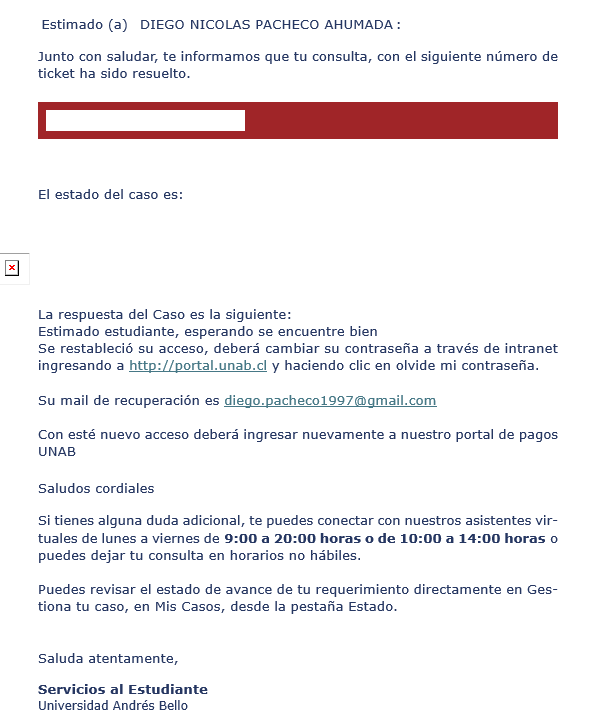 Estimado (a) DIEGO NICOLAS PACHECO AHUMADA :
Junto con saludar, te informamos que tu consulta, con el siguiente número de
ticket ha sido resuelto.
El estado del caso es:
La respuesta del Caso es la siguiente:
Estimado estudiante, esperando se encuentre bien
Se restableció su acceso, deberá cambiar su contraseña a través de intranet
ingresando a http://portal.unab.cl y haciendo clic en olvide mi contraseña.
Su mail de recuperación es diego.pacheco1997@gmail.com
Con esté nuevo acceso deberá ingresar nuevamente a nuestro portal de pagos
UNAB
Saludos cordiales
Si tienes alguna duda adicional, te puedes conectar con nuestros asistentes vir-
tuales de lunes a viernes de 9:00 a 20:00 horas o de 10:00 a 14:00 horas o
puedes dejar tu consulta en horarios no hábiles.
Puedes revisar el estado de avance de tu requerimiento directamente en Ges-
tiona tu caso, en Mis Casos, desde la pestaña Estado.
Saluda atentamente,
Servicios al Estudiante
Universidad Andrés Bello